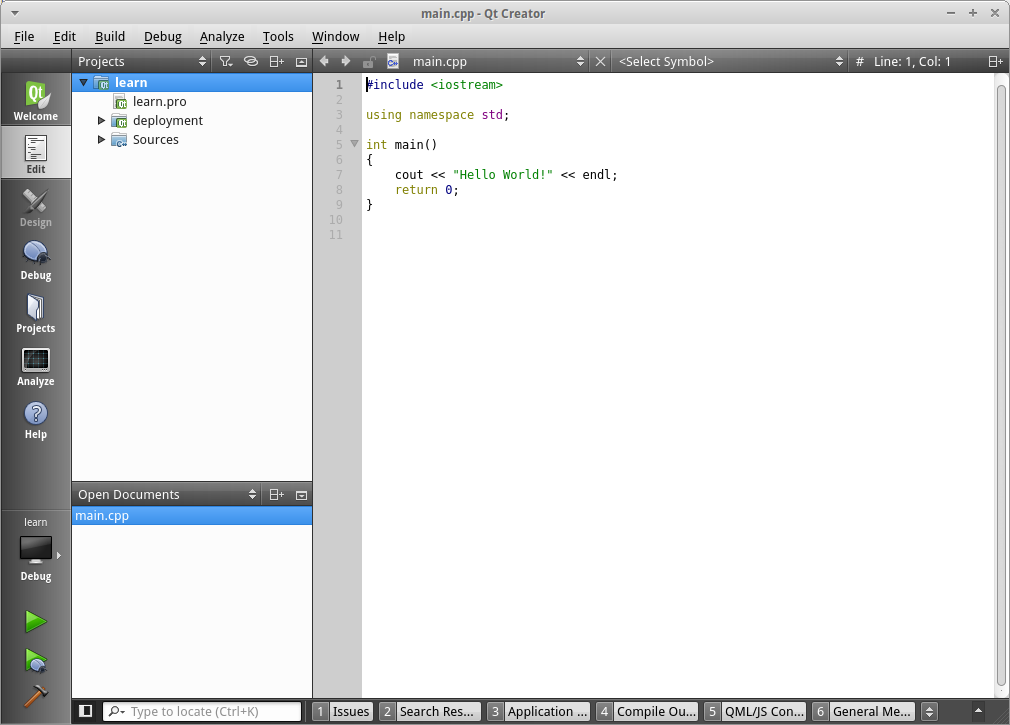 main.cpp - Qt Creator
File Edit Build Debug Analyze Tools Window Help
Projects
main.cpp
<Select Symbol>
# Line: 1, Col: 1
Qt
Welcome
Edit
Design
Debug
Projects
Analyze
Help
learn
Debug
learn
learn.pro
deployment
Sources
Open Documents
main.cpp
1 #include <iostream>
2
3 using namespace std;
4
5 int main()
6 {
7     cout << "Hello World!" << endl;
8     return 0;
9 }
10
11
Type to locate (Ctrl+K)
1 Issues 2 Search Res... 3 Application ... 4 Compile Ou... 5 QML/JS Con... 6 General Me...